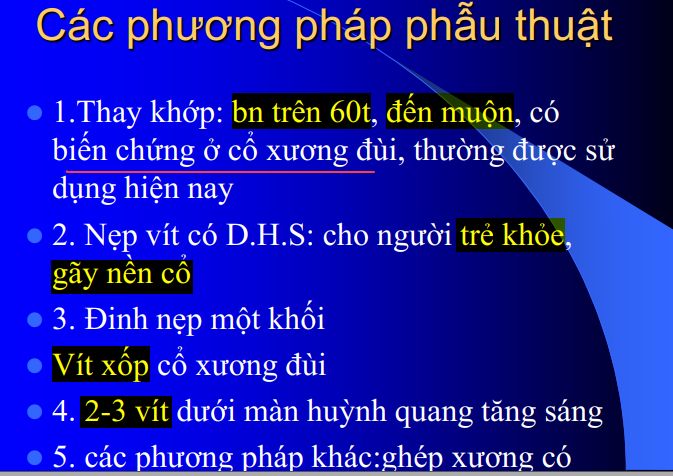 Các phương pháp phẫu thuật
1.Thay khớp: bn trên 60t, đến muộn, có
biến chứng ở cổ xương đùi, thường được sử
dụng hiện nay
2. Nẹp vít có D.H.S: cho người trẻ khỏe,
gãy nền cổ
3. Đinh nẹp một khối
Vít xốp cổ xương đùi
4. 2-3 vít dưới màn huỳnh quang tăng sáng
5. các phương pháp khác:ghép xương có